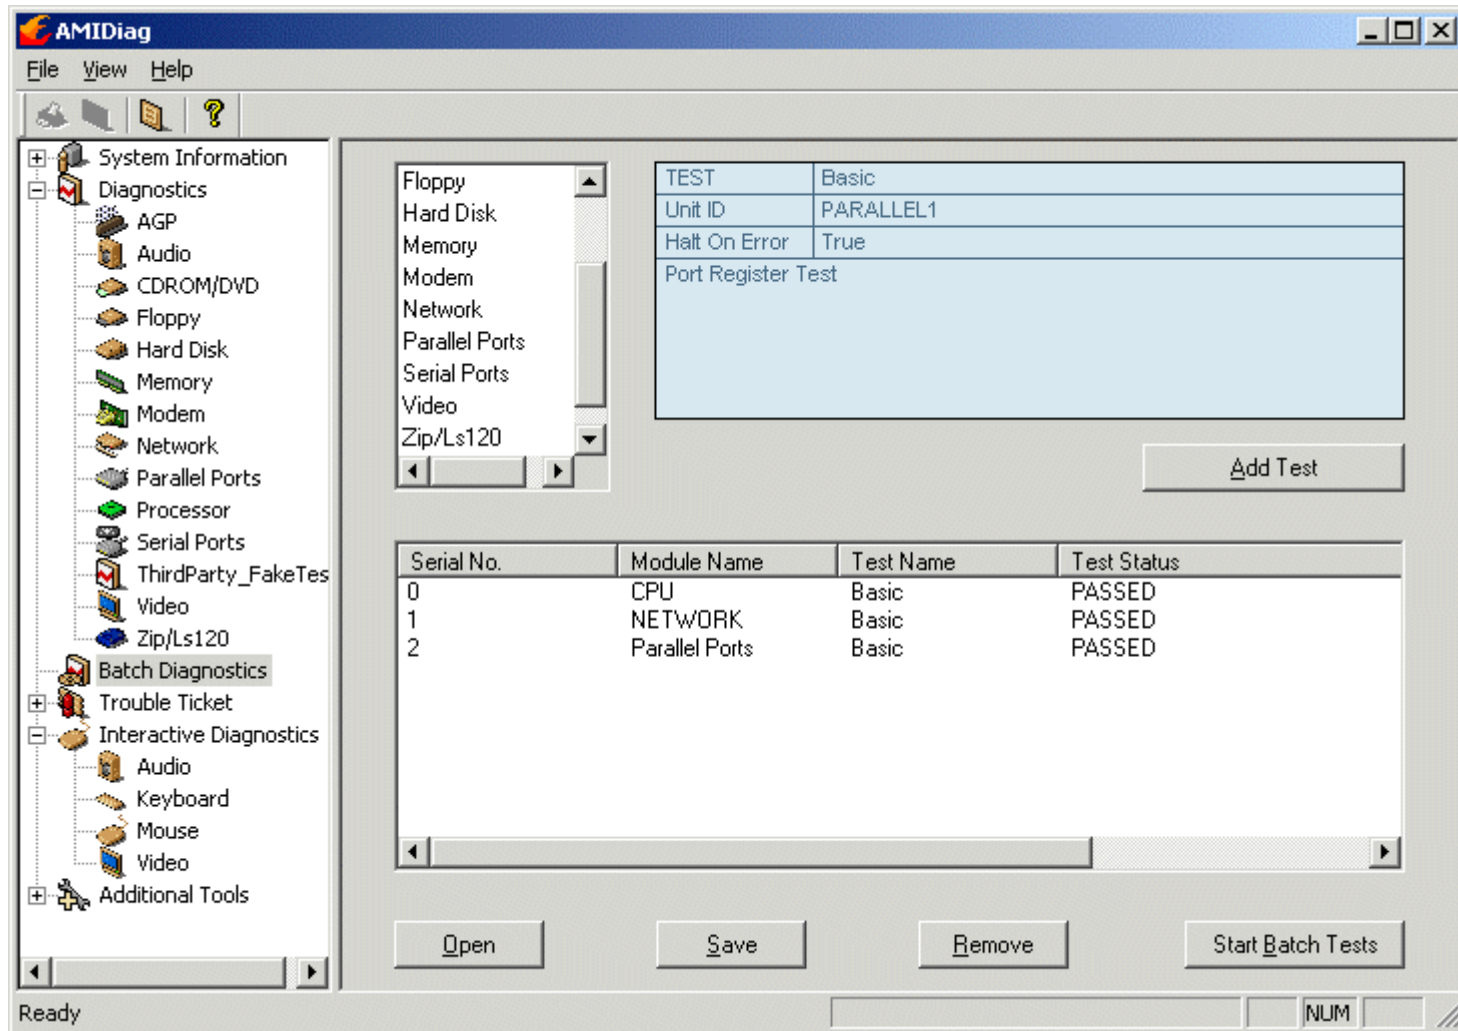 AMIDiag
File View Help
System Information
Diagnostics
AGP
Audio
CDROM/DVD
Floppy
Hard Disk
Memory
Modem
Network
Parallel Ports
Processor
Serial Ports
ThirdParty_FakeTes
Video
Zip/Ls120
Batch Diagnostics
Trouble Ticket
Interactive Diagnostics
Audio
Keyboard
Mouse
Video
Additional Tools
Floppy
Hard Disk
Memory
Modem
Network
Parallel Ports
Serial Ports
Video
Zip/Ls120
TEST Basic
Unit ID PARALLEL1
Halt On Error True
Port Register Test
Add Test
Serial No. Module Name Test Name Test Status
0 CPU Basic PASSED
1 NETWORK Basic PASSED
2 Parallel Ports Basic PASSED
Open Save Remove Start Batch Tests
Ready NUM